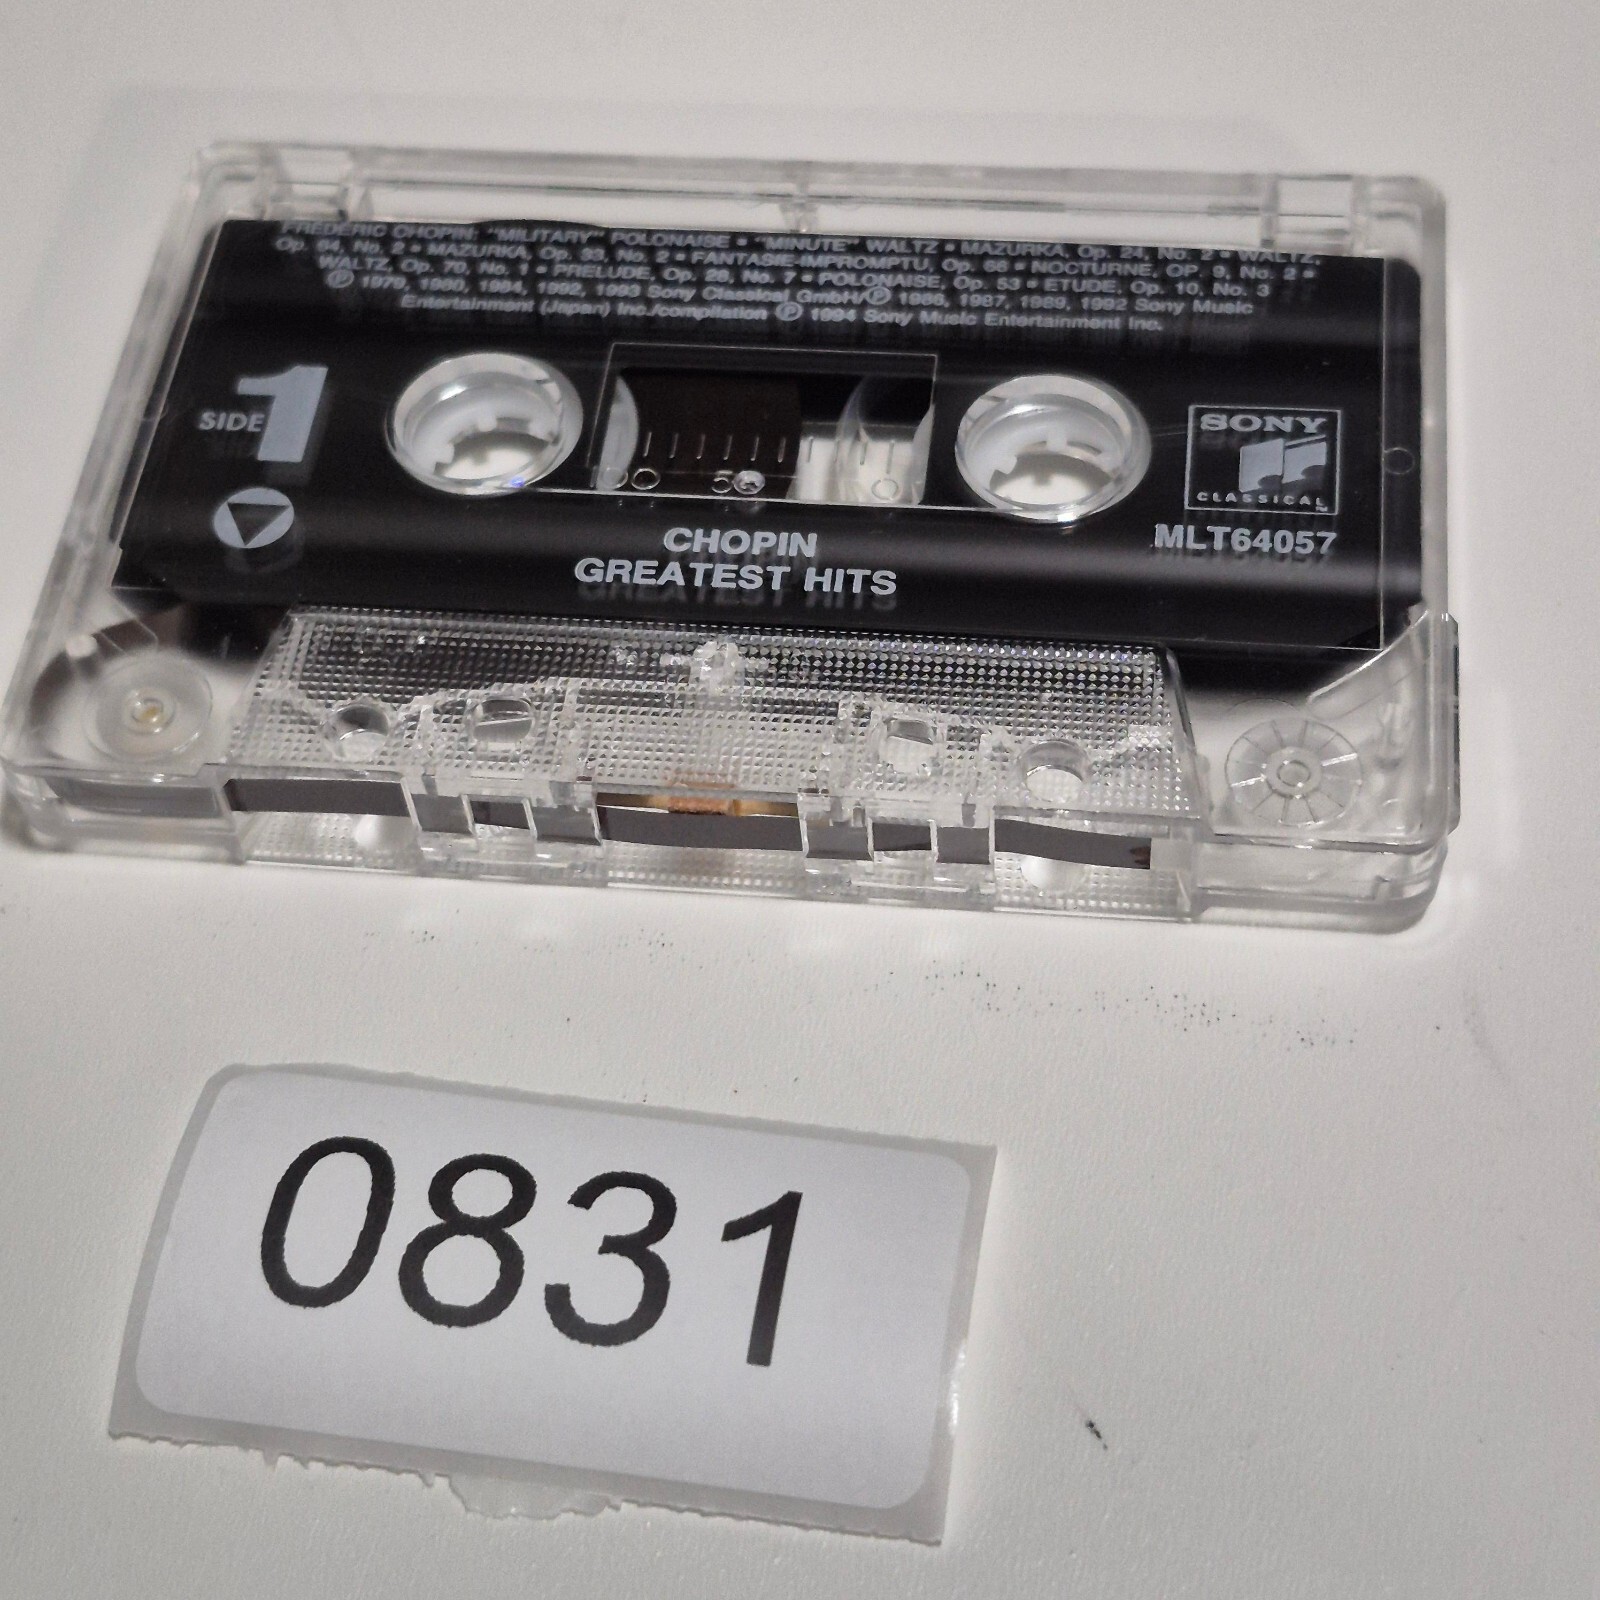 FREDERIC CHOPIN: "MILITARY" POLONAISE • "MINUTE" WALTZ • MAZURKA, Op. 24, No. 2 • WALTZ,
Op. 64, No. 2 • MAZURKA, Op. 33, No. 2 • FANTASIE-IMPROMPTU, Op. 66 • NOCTURNE, OP. 9, No. 2 •
WALTZ, Op. 70, No. 1 • PRELUDE, Op. 28, No. 7 • POLONAISE, Op. 53 • ETUDE, Op. 10, No. 3
℗ 1979, 1980, 1984, 1992, 1993 Sony Classical GmbH/℗ 1986, 1987, 1989, 1992 Sony Music
Entertainment (Japan) Inc./compilation ℗ 1994 Sony Music Entertainment Inc.
SIDE 1
50 0
SONY
CLASSICAL
MLT64057
CHOPIN
GREATEST HITS
0831